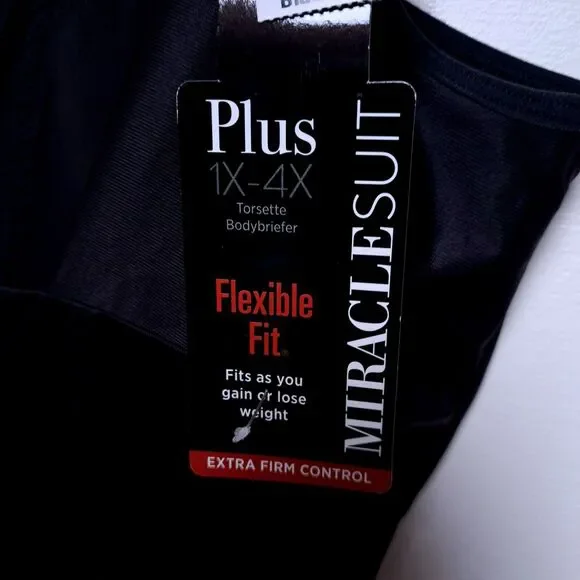 Plus
1X-4X
Torsette
Bodybriefer
Flexible
Fit
Fits as you
gain or lose
weight
EXTRA FIRM CONTROL
MIRACLESUIT